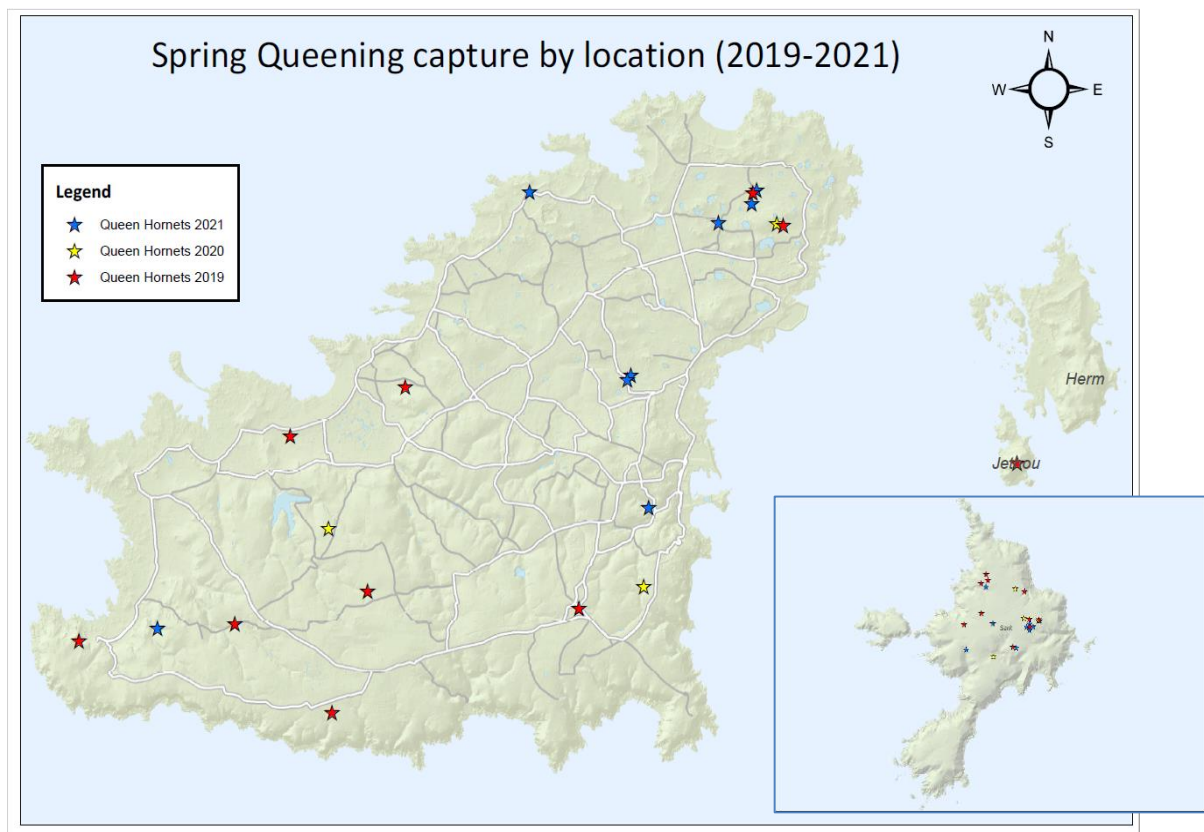 Spring Queening capture by location (2019-2021)
N
W
E
S
Legend
Queen Hornets 2021
Queen Hornets 2020
Queen Hornets 2019
Herm
Jethou
Sark